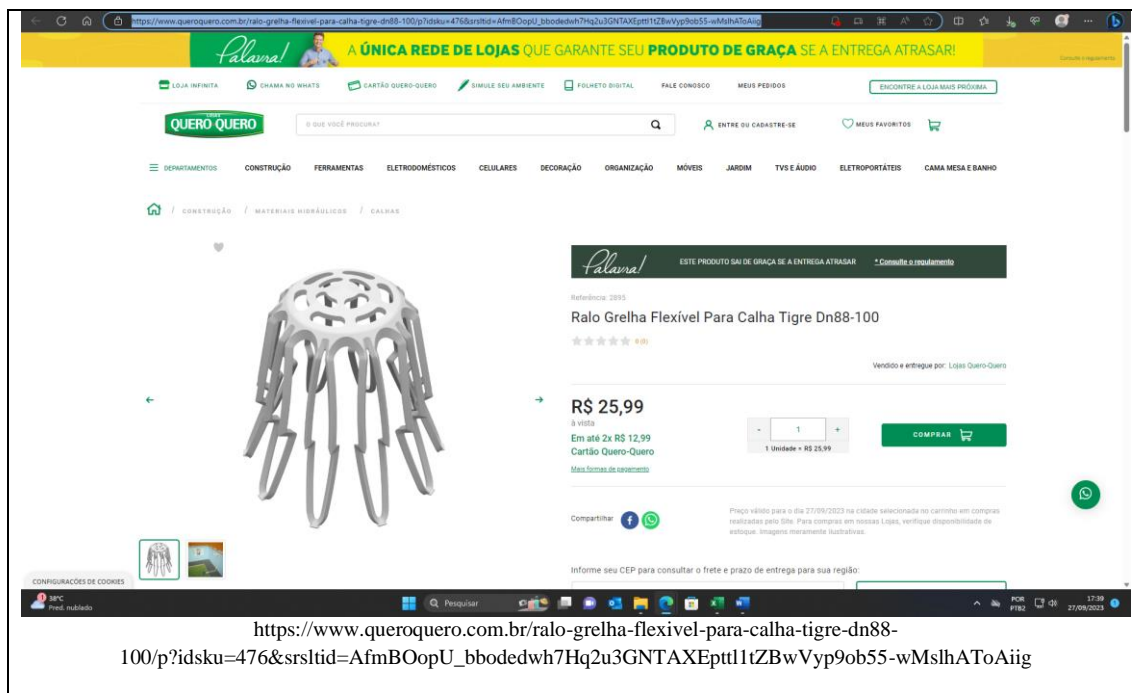 https://www.queroquero.com.br/ralo-grelha-flexivel-para-calha-tigre-dn88-100/p?idsku=476&srsltid=AfmBOopU_bbodedwh7Hq2u3GNTAXEpttl1tZBwVyp9ob55-wMslhAToAiig
Palavra! A ÚNICA REDE DE LOJAS QUE GARANTE SEU PRODUTO DE GRAÇA SE A ENTREGA ATRASAR! Consulte o regulamento
LOJA INFINITA CHAMA NO WHATS CARTÃO QUERO-QUERO SIMULE SEU AMBIENTE FOLHETO DIGITAL FALE CONOSCO MEUS PEDIDOS ENCONTRE A LOJA MAIS PRÓXIMA
LOJAS
QUERO QUERO O QUE VOCÊ PROCURA? ENTRE OU CADASTRE-SE MEUS FAVORITOS
DEPARTAMENTOS CONSTRUÇÃO FERRAMENTAS ELETRODOMÉSTICOS CELULARES DECORAÇÃO ORGANIZAÇÃO MÓVEIS JARDIM TVS E ÁUDIO ELETROPORTÁTEIS CAMA MESA E BANHO
/ CONSTRUÇÃO / MATERIAIS HIDRÁULICOS / CALHAS
Palavra! ESTE PRODUTO SAI DE GRAÇA SE A ENTREGA ATRASAR * Consulte o regulamento
Referência: 2895
Ralo Grelha Flexível Para Calha Tigre Dn88-100
0 (0)
Vendido e entregue por: Lojas Quero-Quero
R$ 25,99
à vista
Em até 2x R$ 12,99
Cartão Quero-Quero
Mais formas de pagamento
- 1 +
1 Unidade = R$ 25,99
COMPRAR
Compartilhar
Preço válido para o dia 27/09/2023 na cidade selecionada no carrinho em compras
realizadas pelo Site. Para compras em nossas Lojas, verifique disponibilidade de
estoque. Imagens meramente ilustrativas.
Informe seu CEP para consultar o frete e prazo de entrega para sua região:
CONFIGURAÇÕES DE COOKIES
38°C
Pred. nublado
Pesquisar
POR
PTB2
17:39
27/09/2023
https://www.queroquero.com.br/ralo-grelha-flexivel-para-calha-tigre-dn88-
100/p?idsku=476&srsltid=AfmBOopU_bbodedwh7Hq2u3GNTAXEpttl1tZBwVyp9ob55-wMslhAToAiig